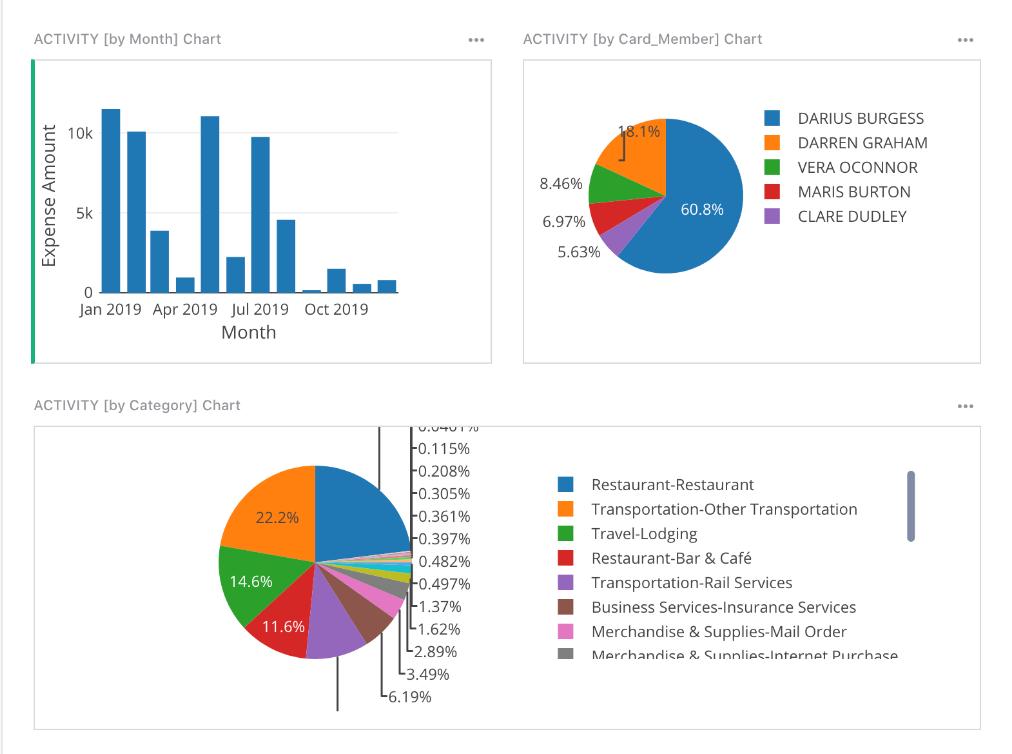 ACTIVITY [by Month] Chart
•••
Expense Amount
10k
5k
0
Jan 2019 Apr 2019 Jul 2019 Oct 2019
Month
ACTIVITY [by Card_Member] Chart
•••
18.1%
8.46%
6.97%
5.63%
60.8%
DARIUS BURGESS
DARREN GRAHAM
VERA OCONNOR
MARIS BURTON
CLARE DUDLEY
ACTIVITY [by Category] Chart
•••
22.2%
14.6%
11.6%
0.115%
0.208%
0.305%
0.361%
0.397%
0.482%
0.497%
1.37%
1.62%
2.89%
3.49%
6.19%
Restaurant-Restaurant
Transportation-Other Transportation
Travel-Lodging
Restaurant-Bar & Café
Transportation-Rail Services
Business Services-Insurance Services
Merchandise & Supplies-Mail Order
Merchandise & Supplies-Internet Purchase